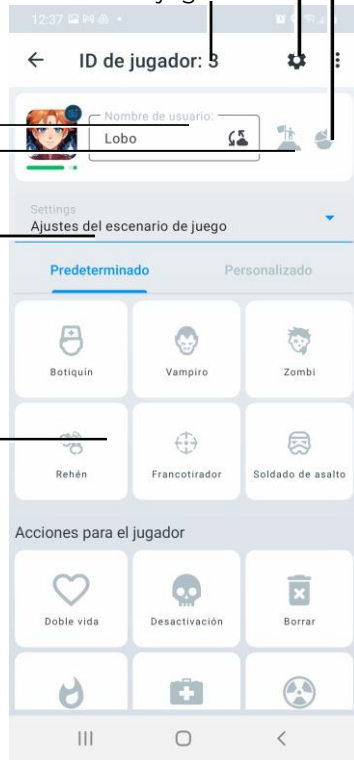 12:37
ID de jugador: 3
Nombre de usuario:
Lobo
Settings
Ajustes del escenario de juego
Predeterminado Personalizado
Botiquín Vampiro Zombi
Rehén Francotirador Soldado de asalto
Acciones para el jugador
Doble vida Desactivación Borrar